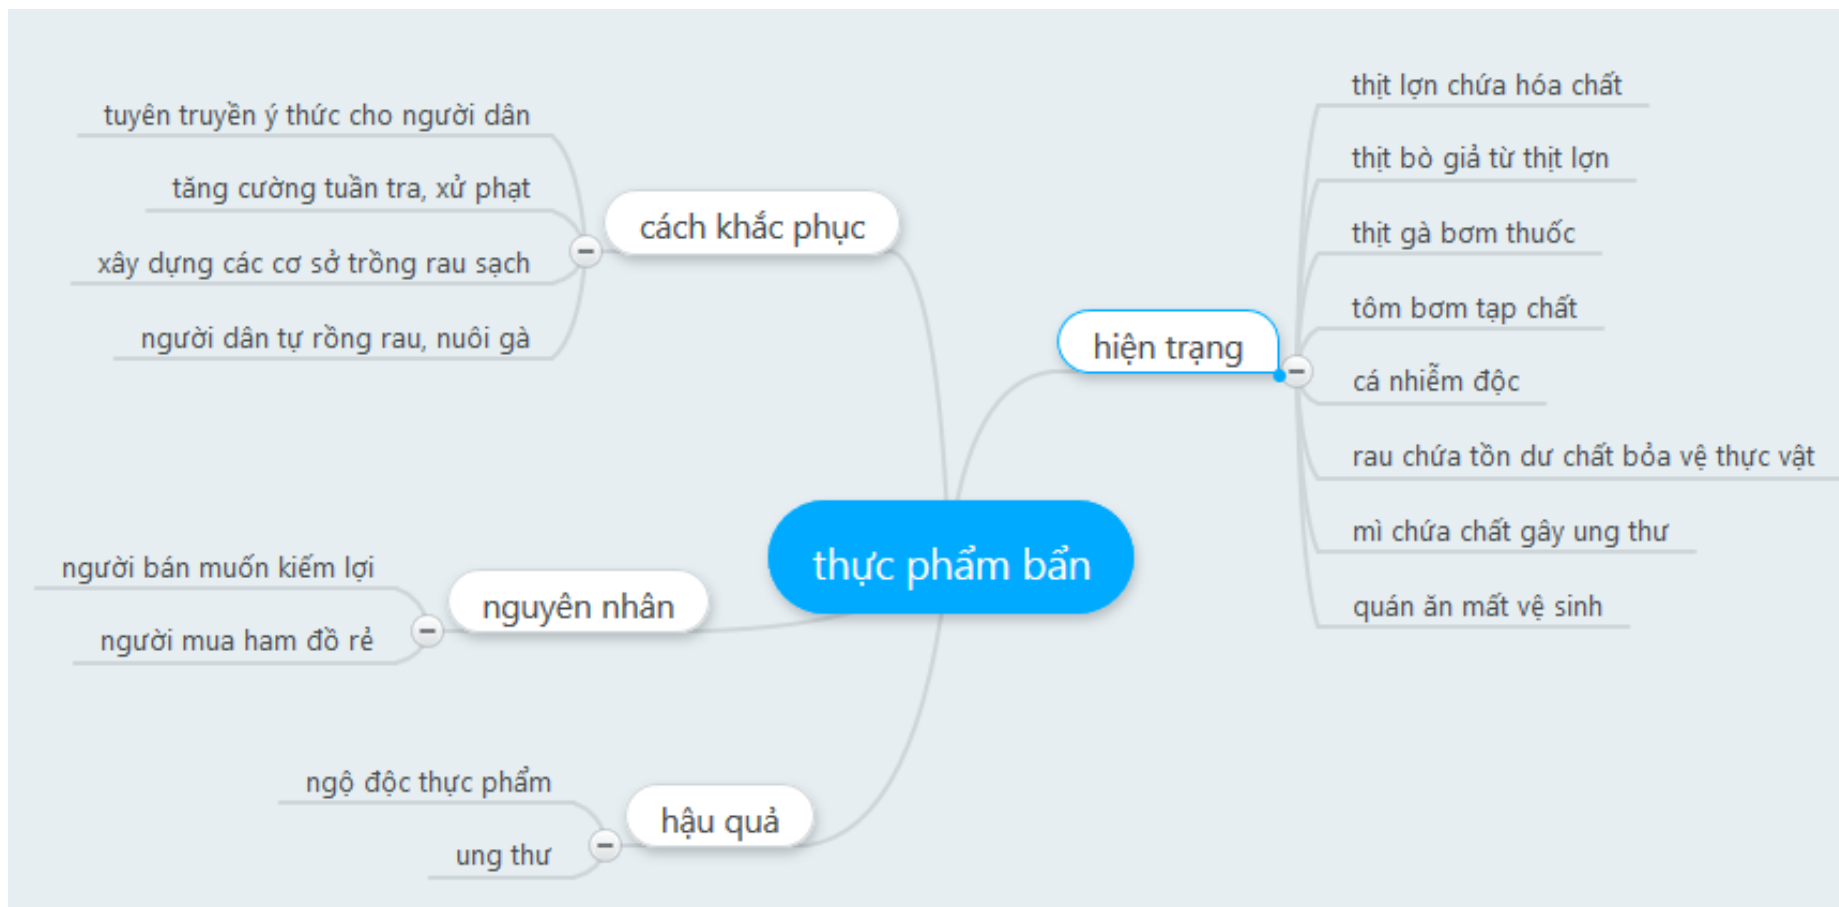 thực phẩm bẩn
cách khắc phục
tuyên truyền ý thức cho người dân
tăng cường tuần tra, xử phạt
xây dựng các cơ sở trồng rau sạch
người dân tự rồng rau, nuôi gà
hiện trạng
thịt lợn chứa hóa chất
thịt bò giả từ thịt lợn
thịt gà bơm thuốc
tôm bơm tạp chất
cá nhiễm độc
rau chứa tồn dư chất bỏa vệ thực vật
mì chứa chất gây ung thư
quán ăn mất vệ sinh
nguyên nhân
người bán muốn kiếm lợi
người mua ham đồ rẻ
hậu quả
ngộ độc thực phẩm
ung thư